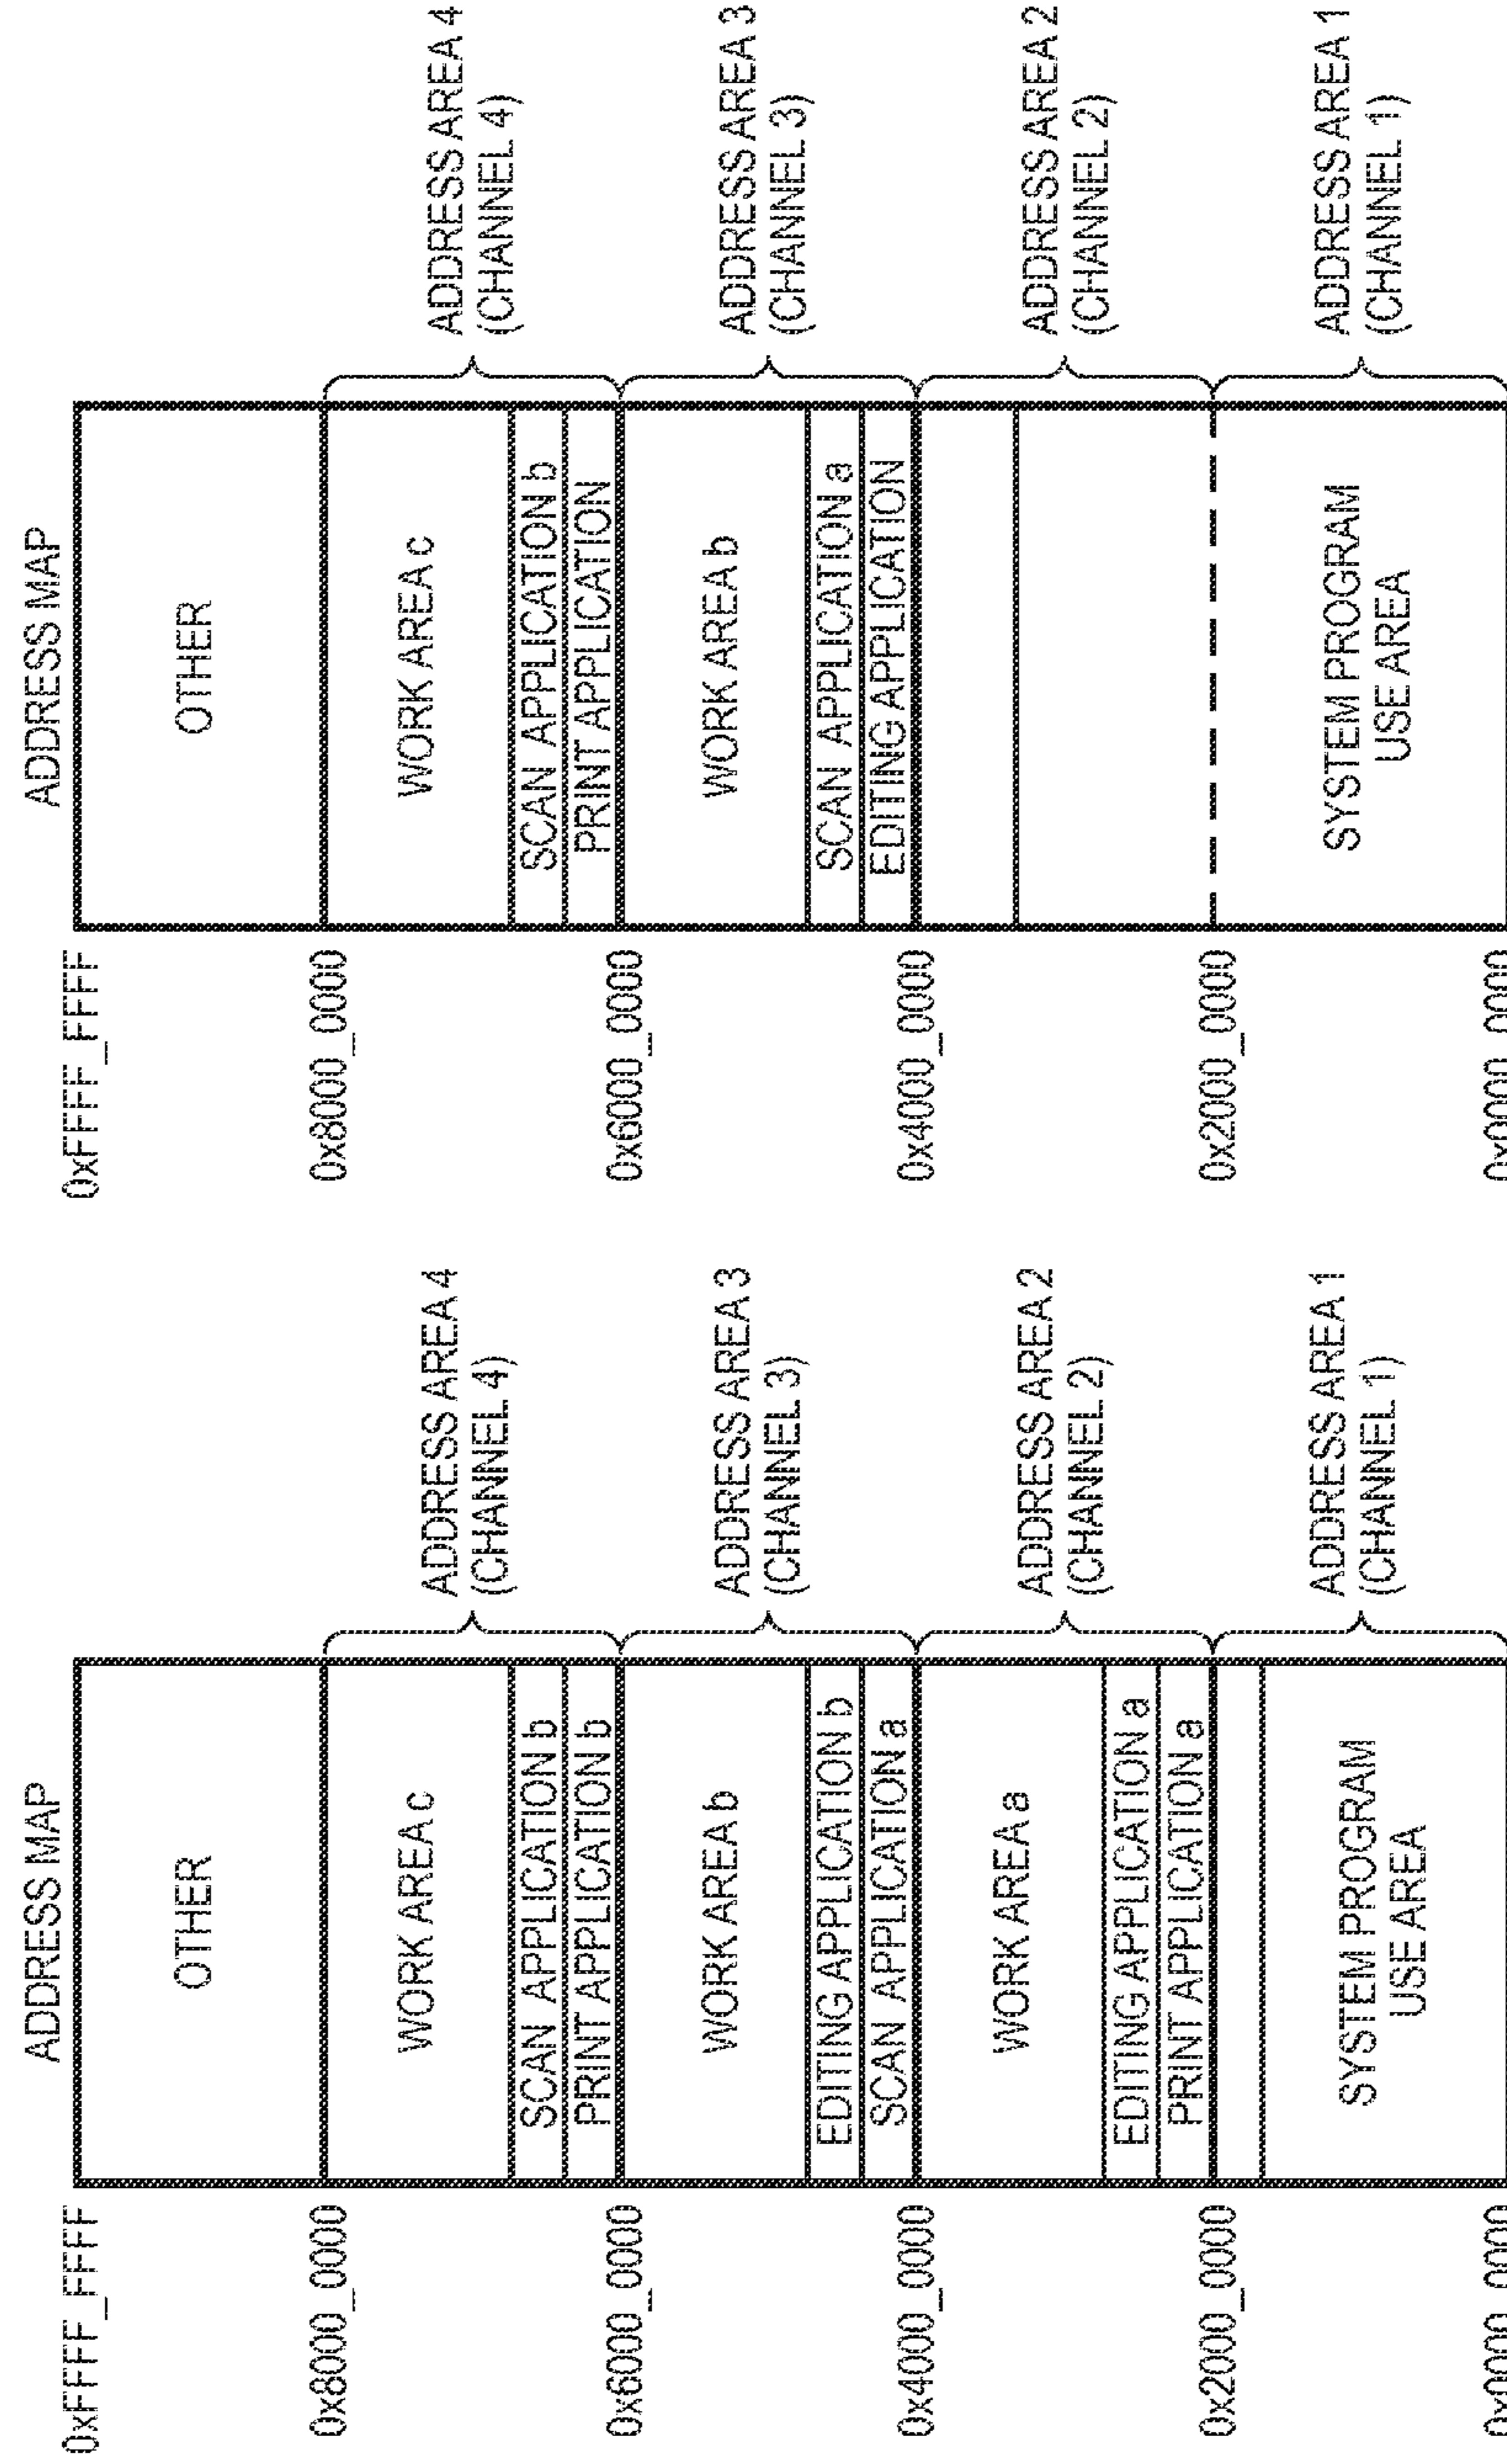 ADDRESS MAP
0xFFFF_FFFF
OTHER
0x8000_0000
WORK AREA c
ADDRESS AREA 4
(CHANNEL 4)
SCAN APPLICATION b
PRINT APPLICATION b
0x6000_0000
WORK AREA b
ADDRESS AREA 3
(CHANNEL 3)
EDITING APPLICATION b
SCAN APPLICATION a
0x4000_0000
WORK AREA a
ADDRESS AREA 2
(CHANNEL 2)
EDITING APPLICATION a
PRINT APPLICATION a
0x2000_0000
SYSTEM PROGRAM
USE AREA
ADDRESS AREA 1
(CHANNEL 1)
0x0000_0000
ADDRESS MAP
0xFFFF_FFFF
OTHER
0x8000_0000
WORK AREA c
ADDRESS AREA 4
(CHANNEL 4)
SCAN APPLICATION b
PRINT APPLICATION
0x6000_0000
WORK AREA b
ADDRESS AREA 3
(CHANNEL 3)
SCAN APPLICATION a
EDITING APPLICATION
0x4000_0000
ADDRESS AREA 2
(CHANNEL 2)
0x2000_0000
SYSTEM PROGRAM
USE AREA
ADDRESS AREA 1
(CHANNEL 1)
0x0000_0000